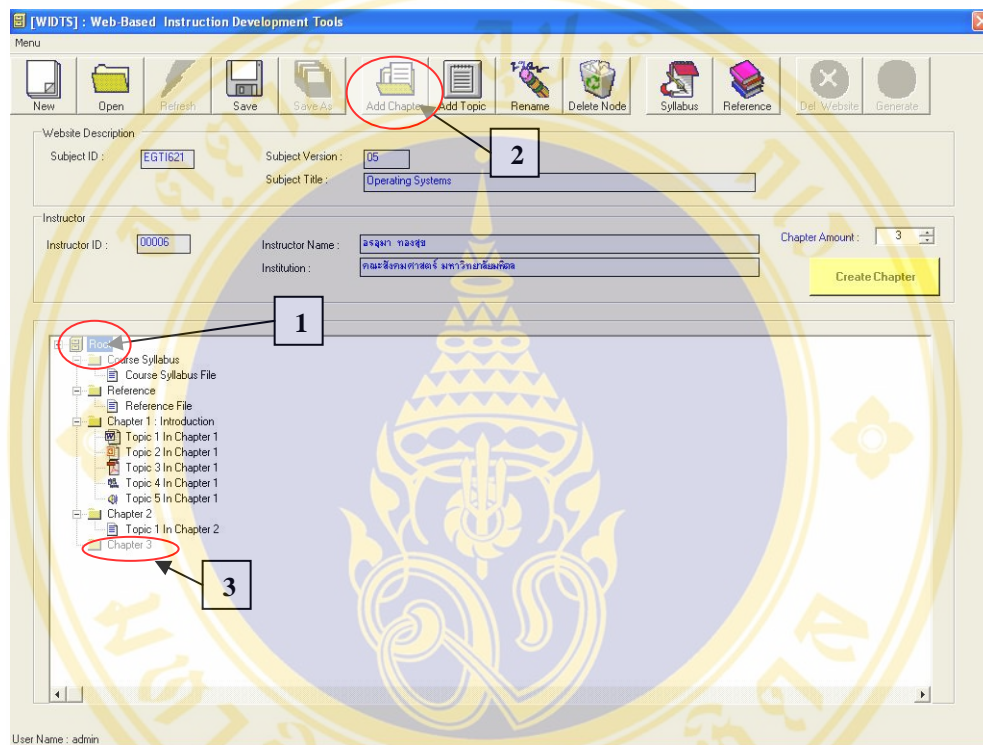 [WIDTS] : Web-Based Instruction Development Tools
Menu
New Open Refresh Save Save As Add Chapter Add Topic Rename Delete Node Syllabus Reference Del. Website Generate
2
Website Description
Subject ID : EGTI621 Subject Version : 05
Subject Title : Operating Systems
Instructor
Instructor ID : 00006 Instructor Name : อรอุมา ทองสุข Chapter Amount : 3
Institution : คณะสังคมศาสตร์ มหาวิทยาลัยมหิดล
Create Chapter
1
Root
Course Syllabus
Course Syllabus File
Reference
Reference File
Chapter 1 : Introduction
Topic 1 In Chapter 1
Topic 2 In Chapter 1
Topic 3 In Chapter 1
Topic 4 In Chapter 1
Topic 5 In Chapter 1
Chapter 2
Topic 1 In Chapter 2
Chapter 3
3
User Name : admin